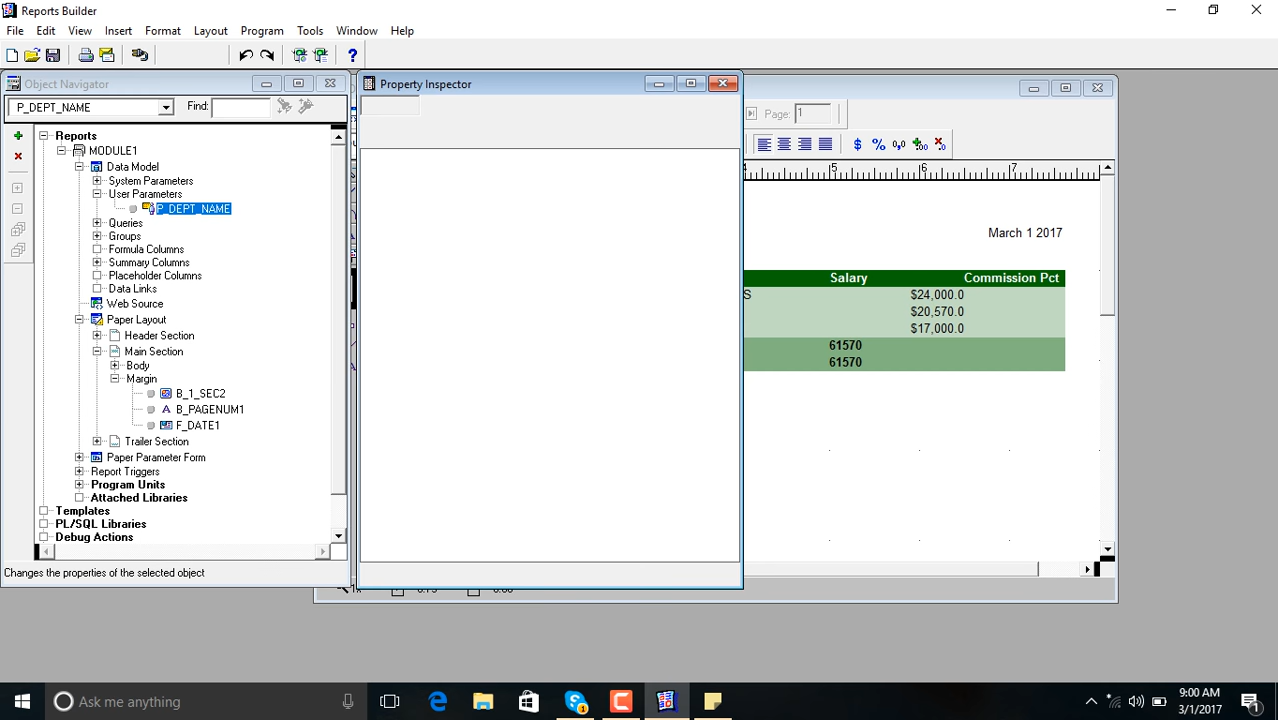 Reports Builder
File Edit View Insert Format Layout Program Tools Window Help
Object Navigator
P_DEPT_NAME Find:
Reports
MODULE1
Data Model
System Parameters
User Parameters
P_DEPT_NAME
Queries
Groups
Formula Columns
Summary Columns
Placeholder Columns
Data Links
Web Source
Paper Layout
Header Section
Main Section
Body
Margin
B_1_SEC2
B_PAGENUM1
F_DATE1
Trailer Section
Paper Parameter Form
Report Triggers
Program Units
Attached Libraries
Templates
PL/SQL Libraries
Debug Actions
Changes the properties of the selected object
Property Inspector
Page: 1
$ % 0,0 .00 .0
5 6 7
March 1 2017
Salary Commission Pct
S $24,000.0
$20,570.0
$17,000.0
61570
61570
Ask me anything
9:00 AM
3/1/2017